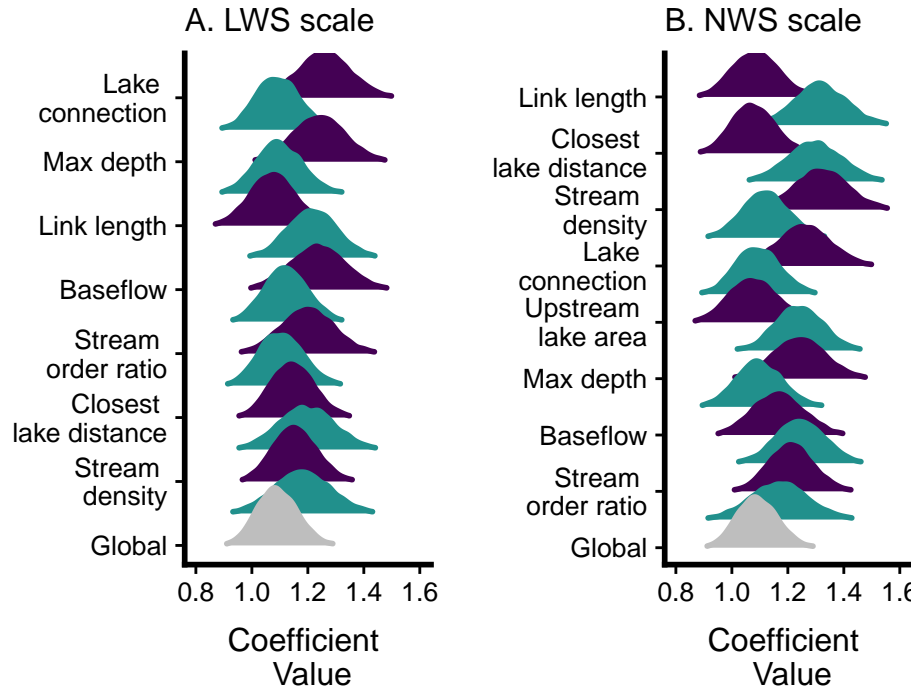 A. LWS scale
Lake
connection
Max depth
Link length
Baseflow
Stream
order ratio
Closest
lake distance
Stream
density
Global
0.8 1.0 1.2 1.4 1.6
Coefficient
Value
B. NWS scale
Link length
Closest
lake distance
Stream
density
Lake
connection
Upstream
lake area
Max depth
Baseflow
Stream
order ratio
Global
0.8 1.0 1.2 1.4 1.6
Coefficient
Value